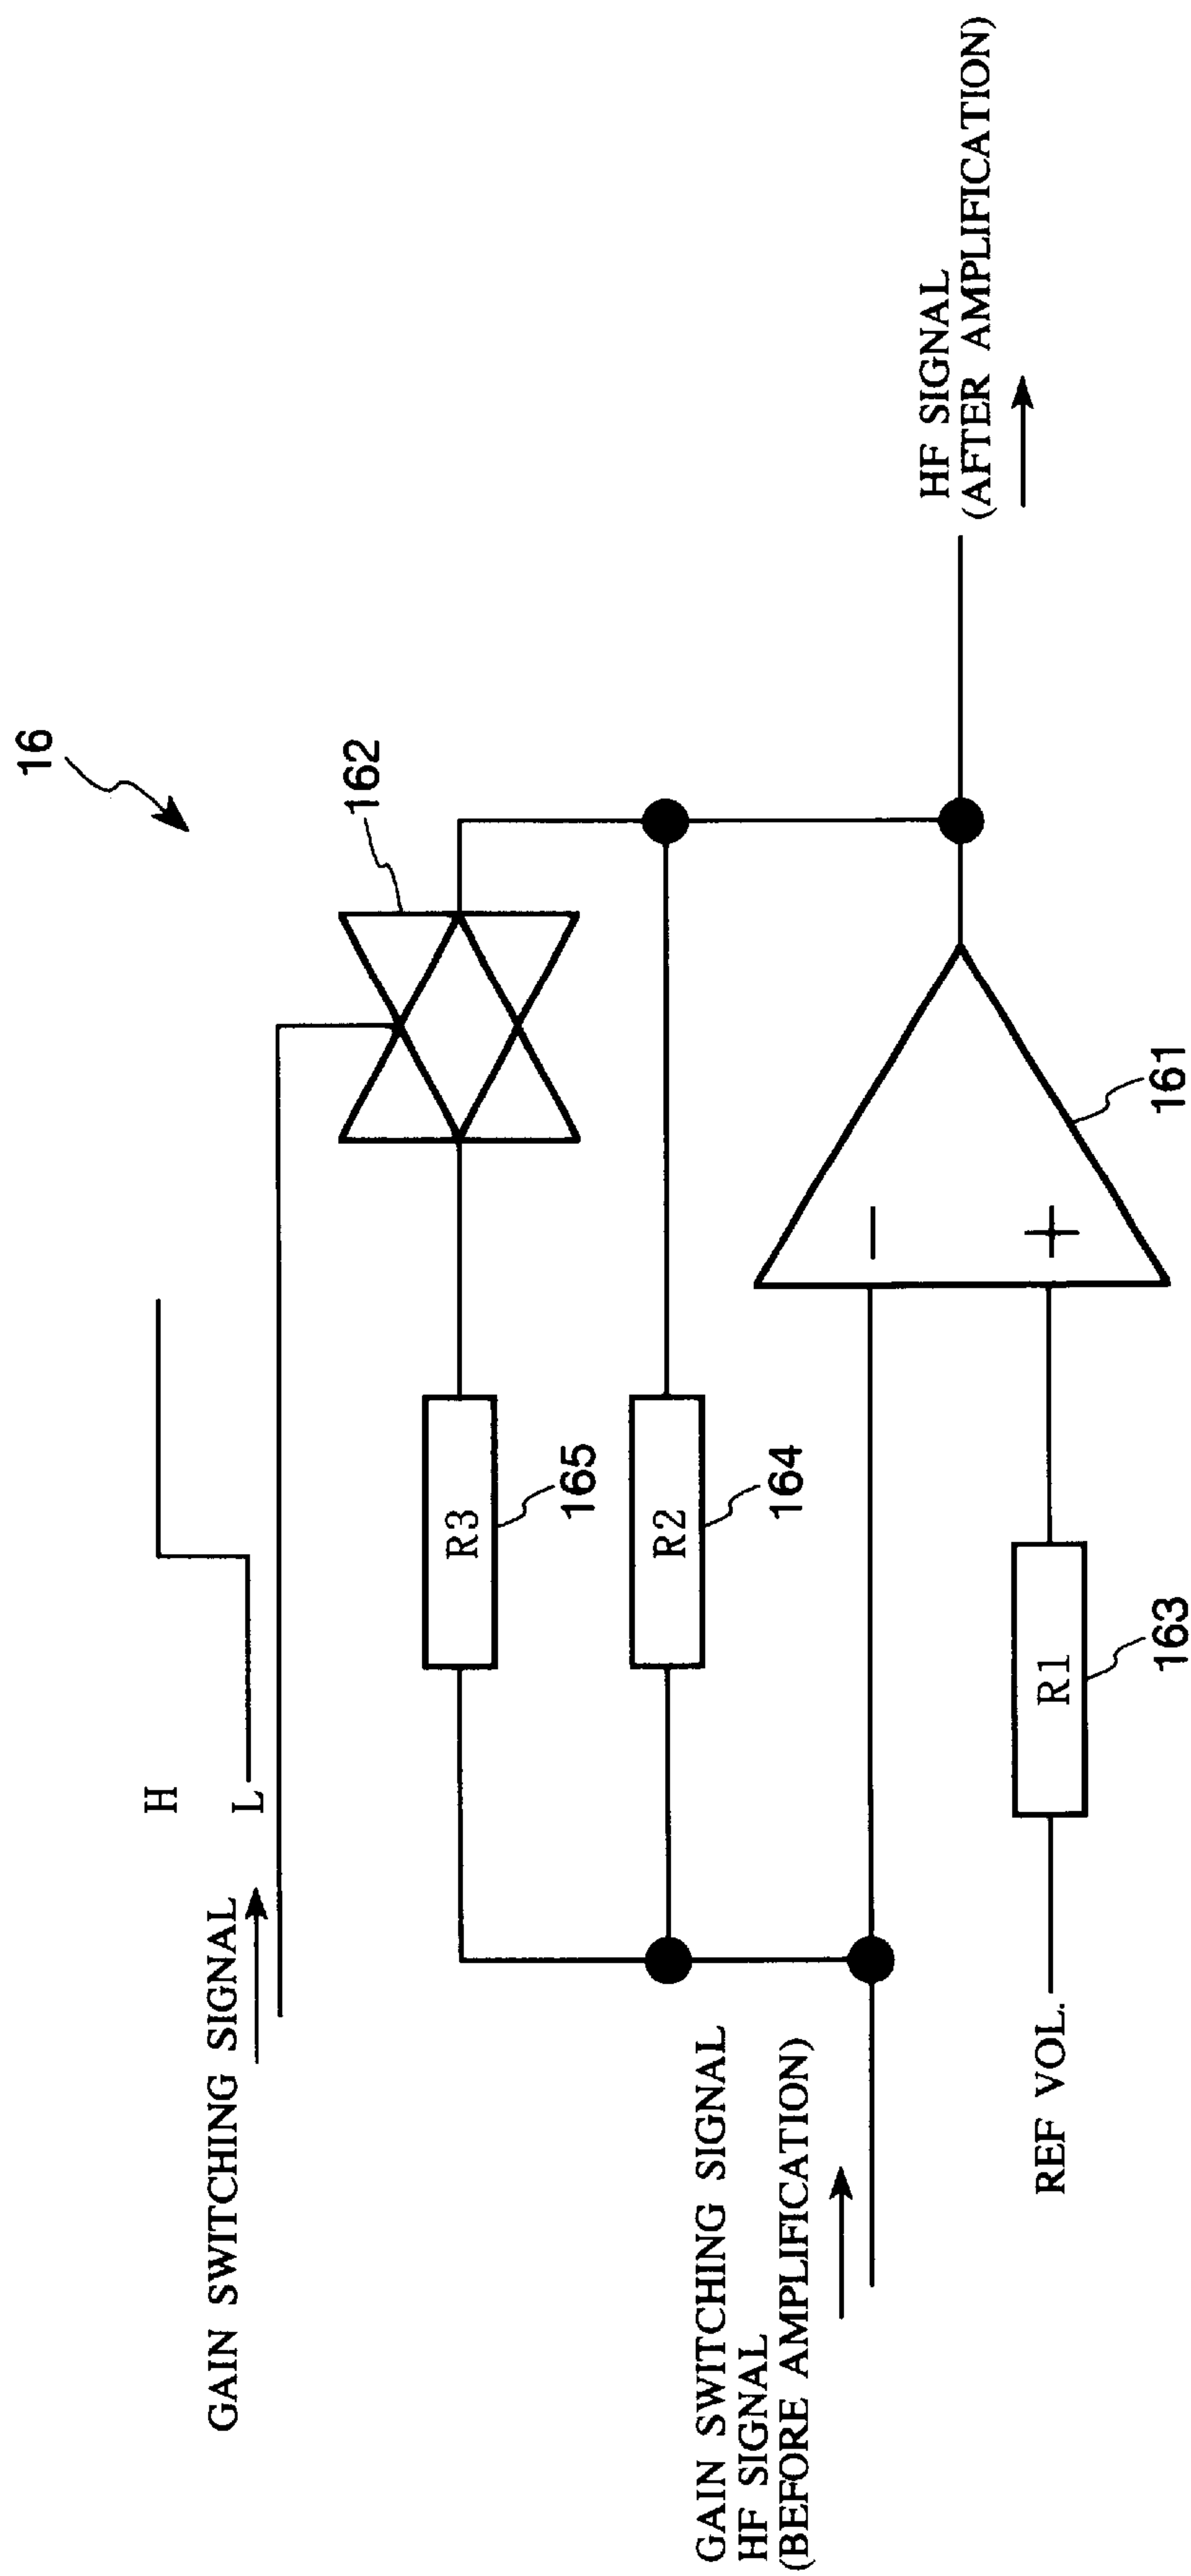 16
GAIN SWITCHING SIGNAL
H
L
162
R3
165
R2
164
GAIN SWITCHING SIGNAL
HF SIGNAL
(BEFORE AMPLIFICATION)
HF SIGNAL
(AFTER AMPLIFICATION)
−
+
161
REF VOL.
R1
163